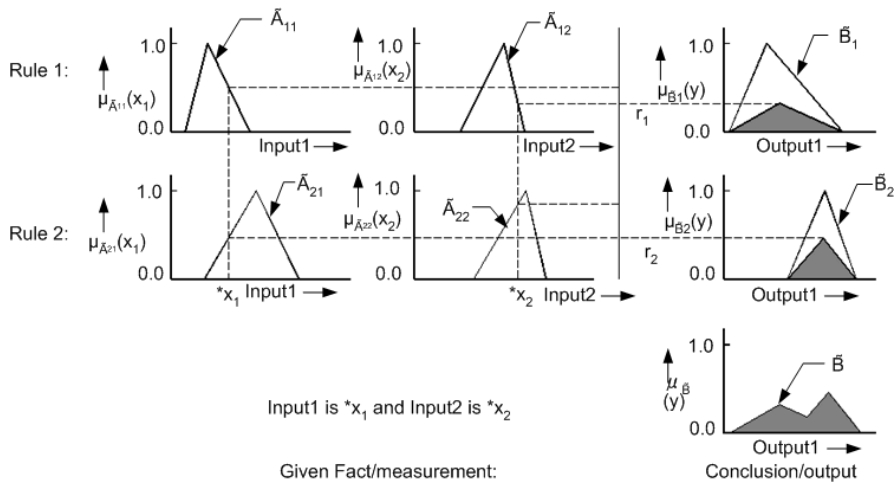 Rule 1:
1.0
μÃ₁₁(x₁)
0.0
Ã₁₁
Input1
1.0
μÃ₁₂(x₂)
0.0
Ã₁₂
Input2
r₁
1.0
μB̃1(y)
0.0
B̃₁
Output1
Rule 2:
1.0
μÃ21(x₁)
0.0
Ã₂₁
*x₁ Input1
1.0
μÃ22(x₂)
0.0
Ã₂₂
*x₂ Input2
r₂
1.0
μB̃2(y)
0.0
B̃₂
Output1
1.0
μB̃
(y)
0.0
B̃
Output1
Input1 is *x₁ and Input2 is *x₂
Given Fact/measurement:
Conclusion/output